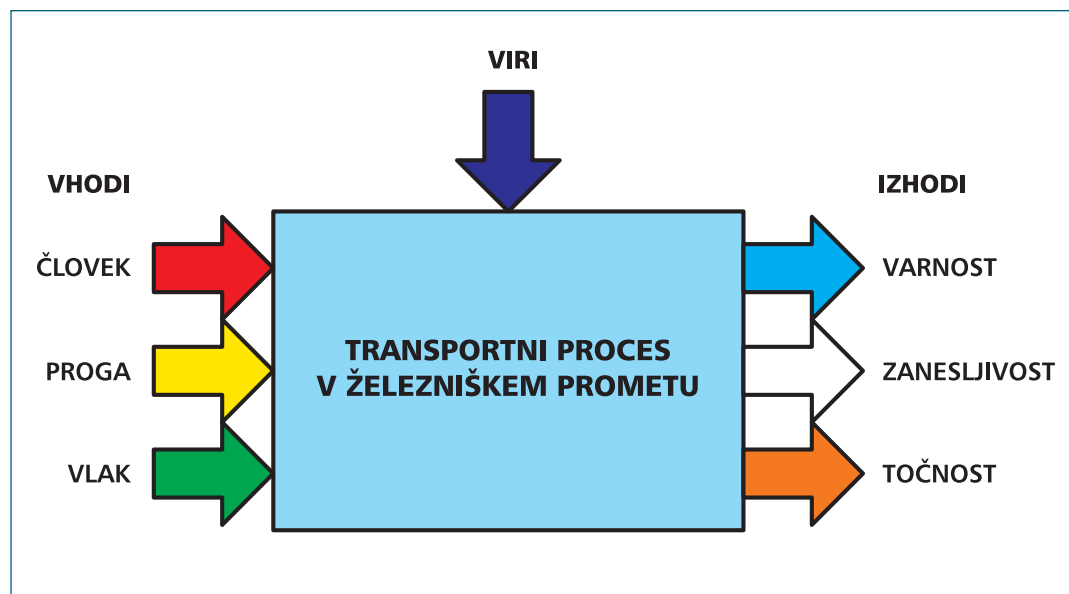 VIRI
VHODI
IZHODI
ČLOVEK
VARNOST
PROGA
TRANSPORTNI PROCES
V ŽELEZNIŠKEM PROMETU
ZANESLJIVOST
VLAK
TOČNOST